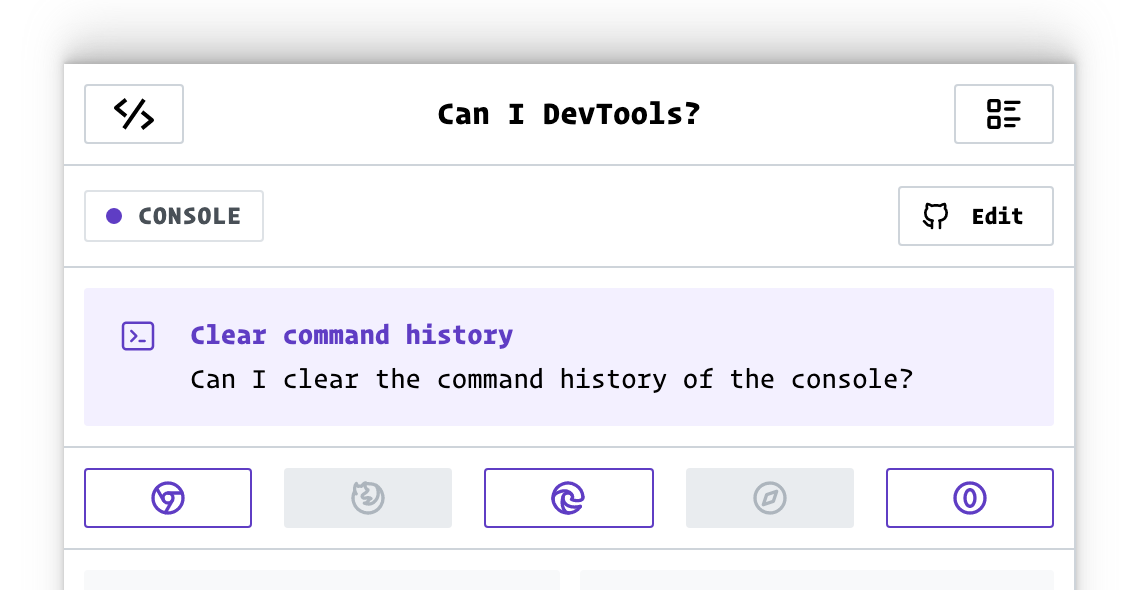 Can I DevTools?
CONSOLE
Edit
Clear command history
Can I clear the command history of the console?